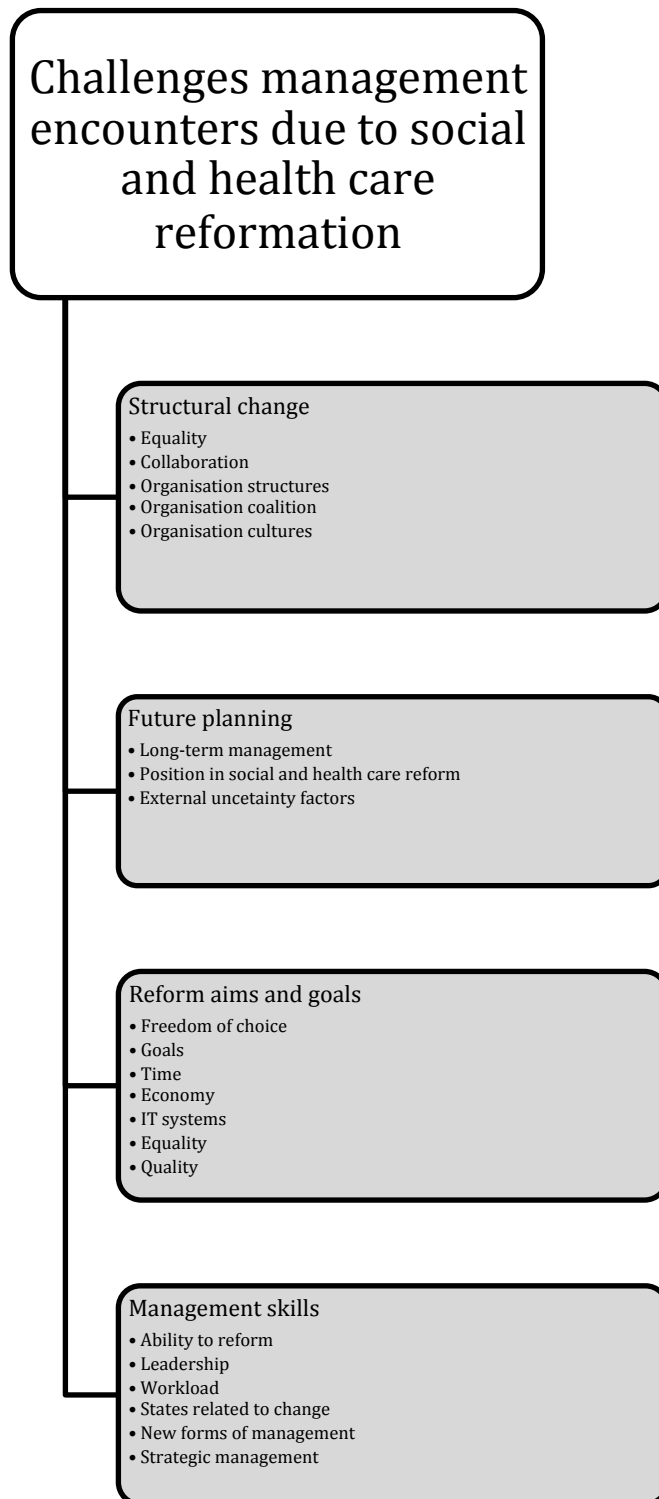 Challenges management
encounters due to social
and health care
reformation
Structural change
• Equality
• Collaboration
• Organisation structures
• Organisation coalition
• Organisation cultures
Future planning
• Long-term management
• Position in social and health care reform
• External uncetainty factors
Reform aims and goals
• Freedom of choice
• Goals
• Time
• Economy
• IT systems
• Equality
• Quality
Management skills
• Ability to reform
• Leadership
• Workload
• States related to change
• New forms of management
• Strategic management